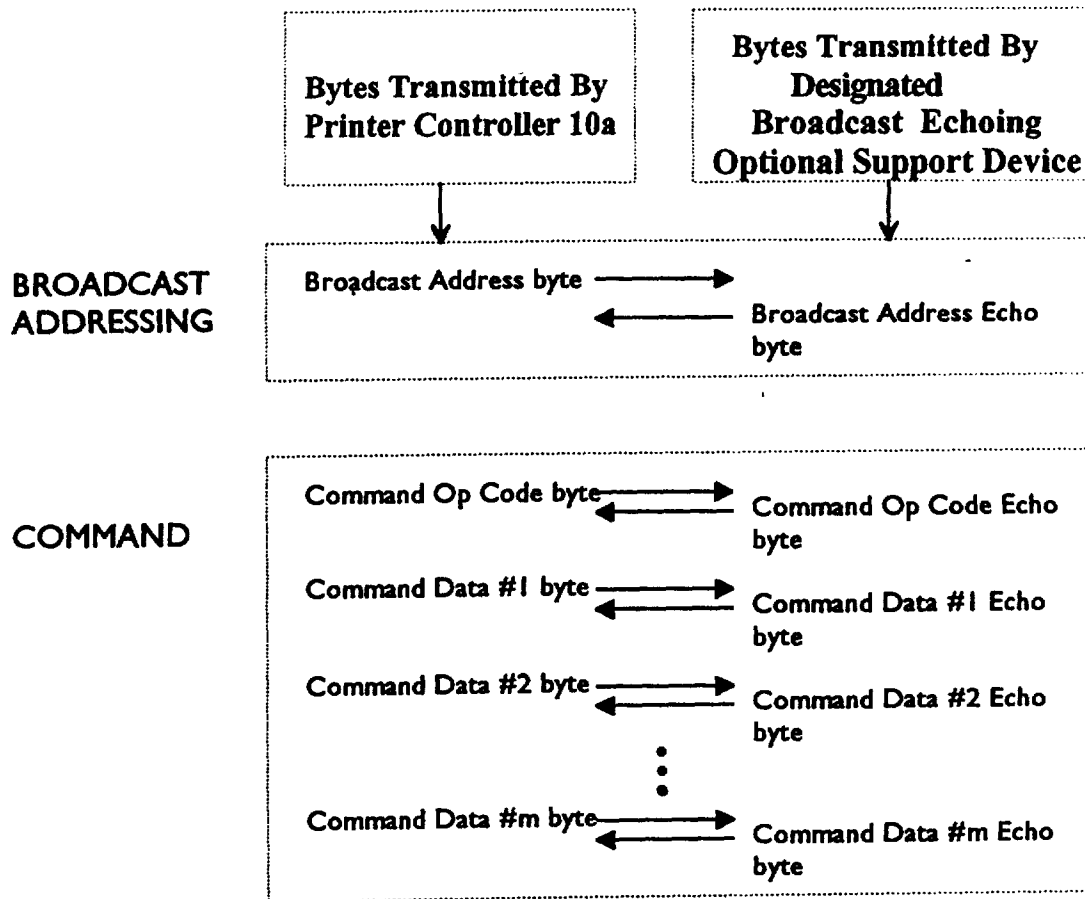 Bytes Transmitted By
Printer Controller 10a
Bytes Transmitted By
Designated
Broadcast Echoing
Optional Support Device
BROADCAST
ADDRESSING
Broadcast Address byte
Broadcast Address Echo
byte
COMMAND
Command Op Code byte
Command Op Code Echo
byte
Command Data #1 byte
Command Data #1 Echo
byte
Command Data #2 byte
Command Data #2 Echo
byte
Command Data #m byte
Command Data #m Echo
byte